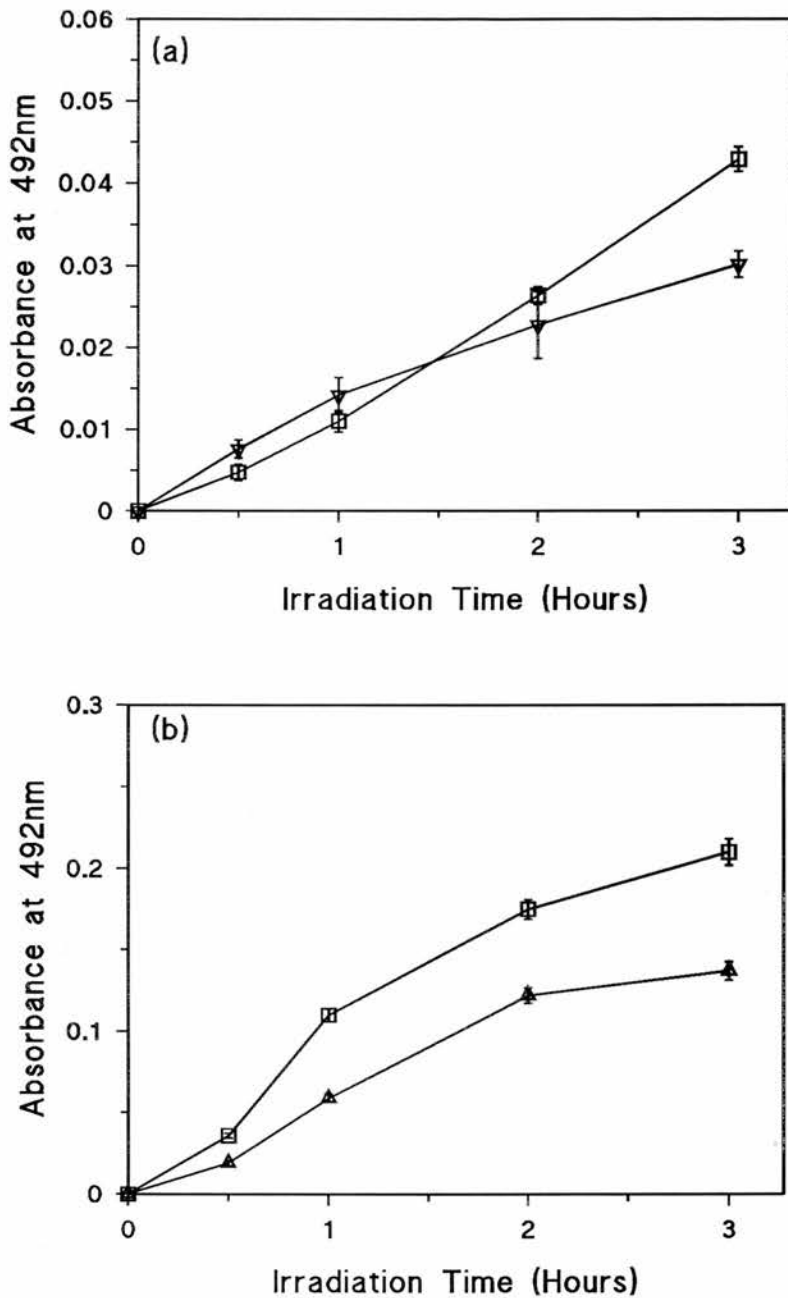 (a)
Absorbance at 492nm
0.06
0.05
0.04
0.03
0.02
0.01
0
0 1 2 3
Irradiation Time (Hours)
(b)
Absorbance at 492nm
0.3
0.2
0.1
0
0 1 2 3
Irradiation Time (Hours)